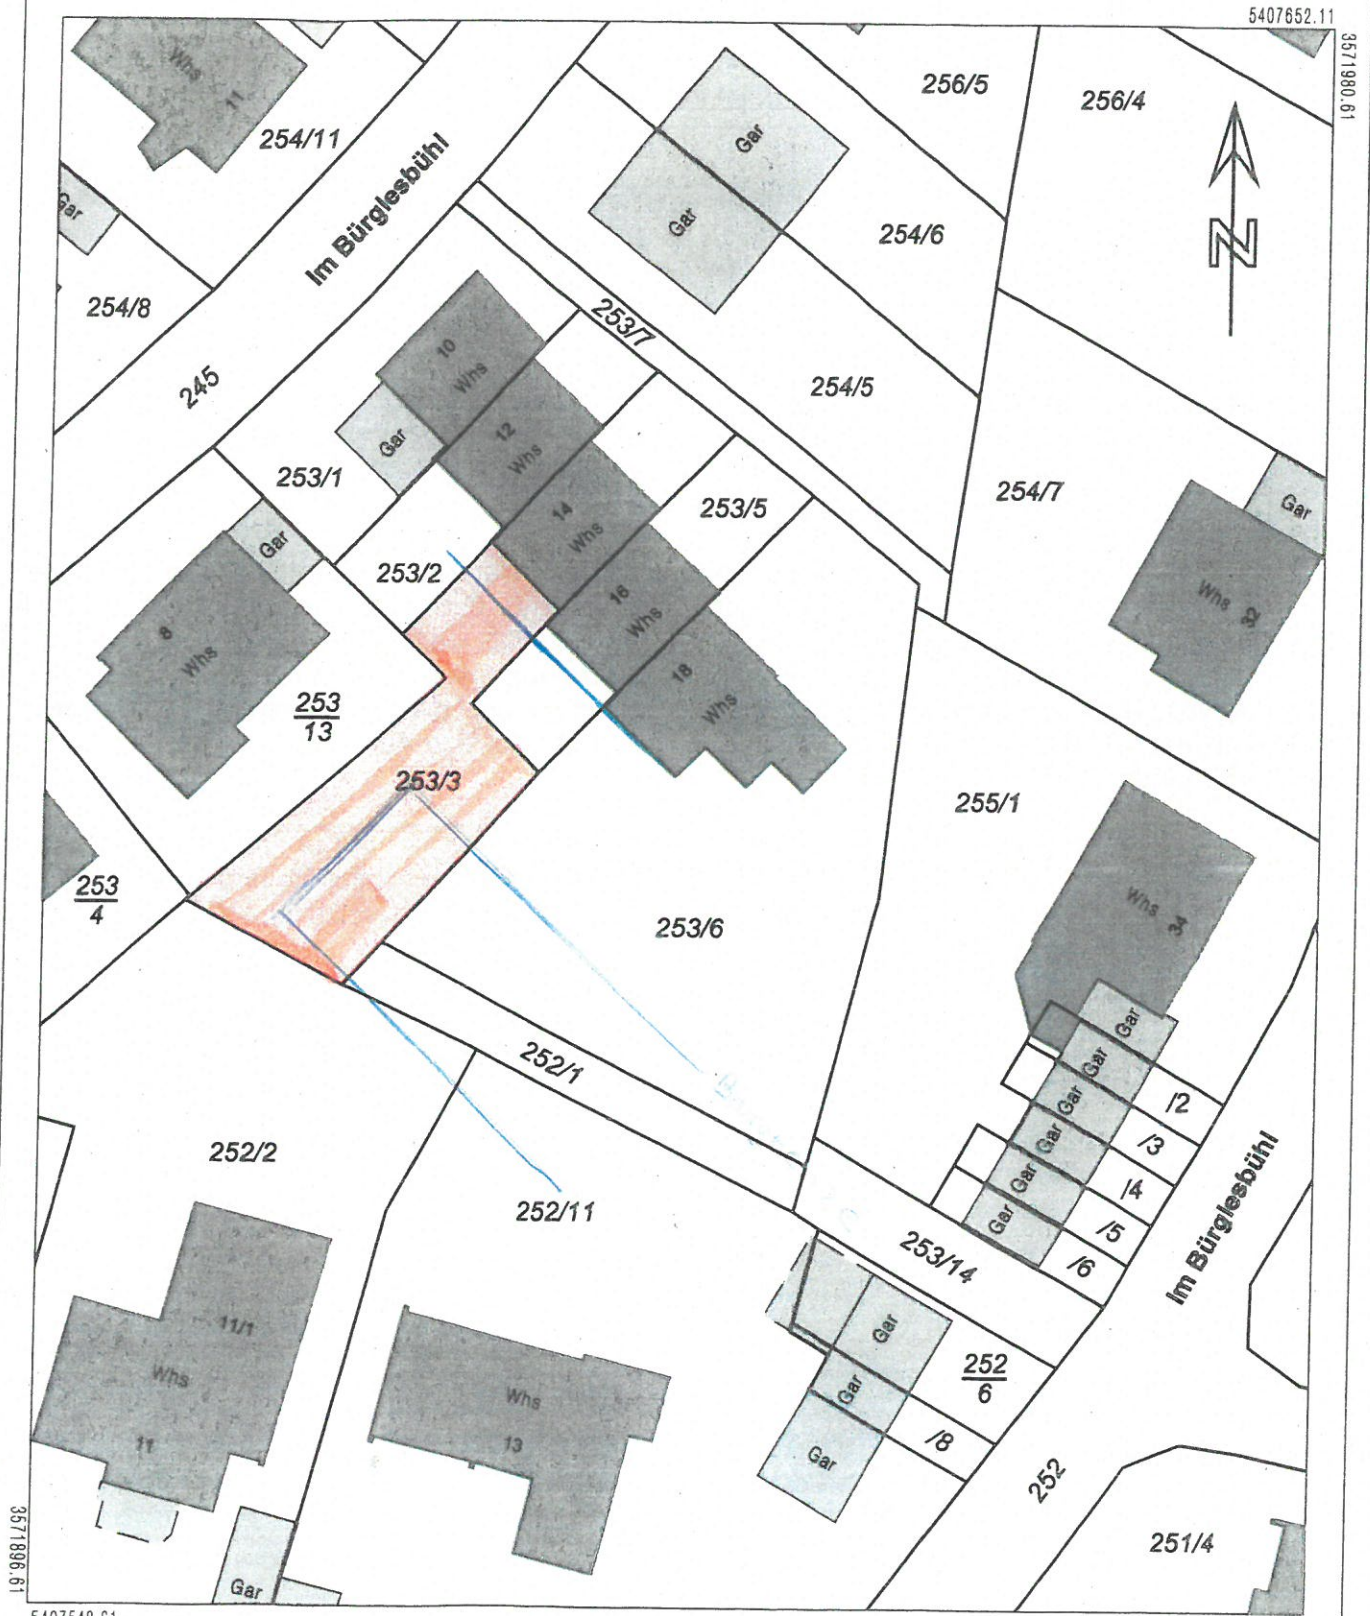 5407652.11
3571980.61
Whs
11
254/11
Im Bürglesbühl
Gar
Gar
256/5
256/4
N
Gar
254/8
254/6
245
253/7
254/5
10
Whs
Gar
253/1
12
Whs
253/5
254/7
Gar
14
Whs
Gar
253/2
16
Whs
Whs
32
8
Whs
18
Whs
253
13
253/3
255/1
253
4
253/6
Whs
34
Gar
Gar
Gar
Gar
Gar
Gar
/2
/3
/4
/5
/6
252/1
252/2
252/11
253/14
Im Bürglesbühl
11/1
Whs
11
Whs
13
Gar
Gar
Gar
252
6
/8
252
251/4
Gar
3571896.61